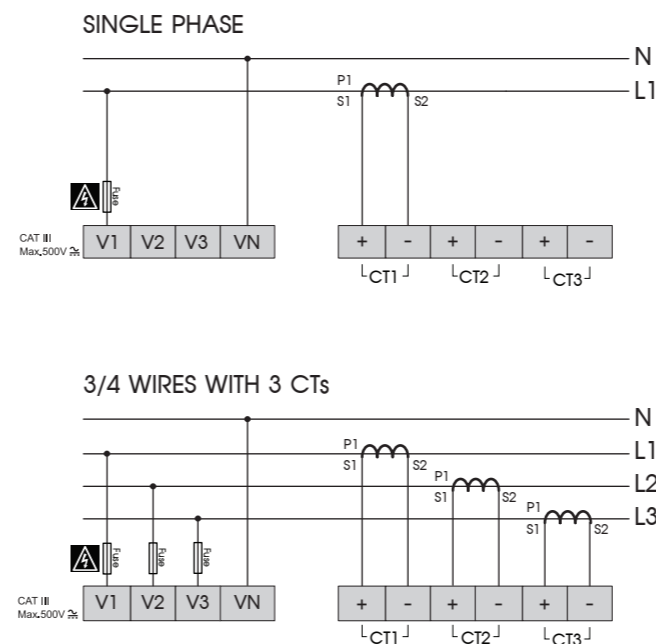 SINGLE PHASE
N
P1
L1
S1 S2
Fuse
CAT III
Max.500V
V1 V2 V3 VN
+ - + - + -
CT1 CT2 CT3
3/4 WIRES WITH 3 CTs
N
P1
L1
S1 S2
P1
L2
S1 S2
P1
L3
S1 S2
Fuse Fuse Fuse
CAT III
Max.500V
V1 V2 V3 VN
+ - + - + -
CT1 CT2 CT3